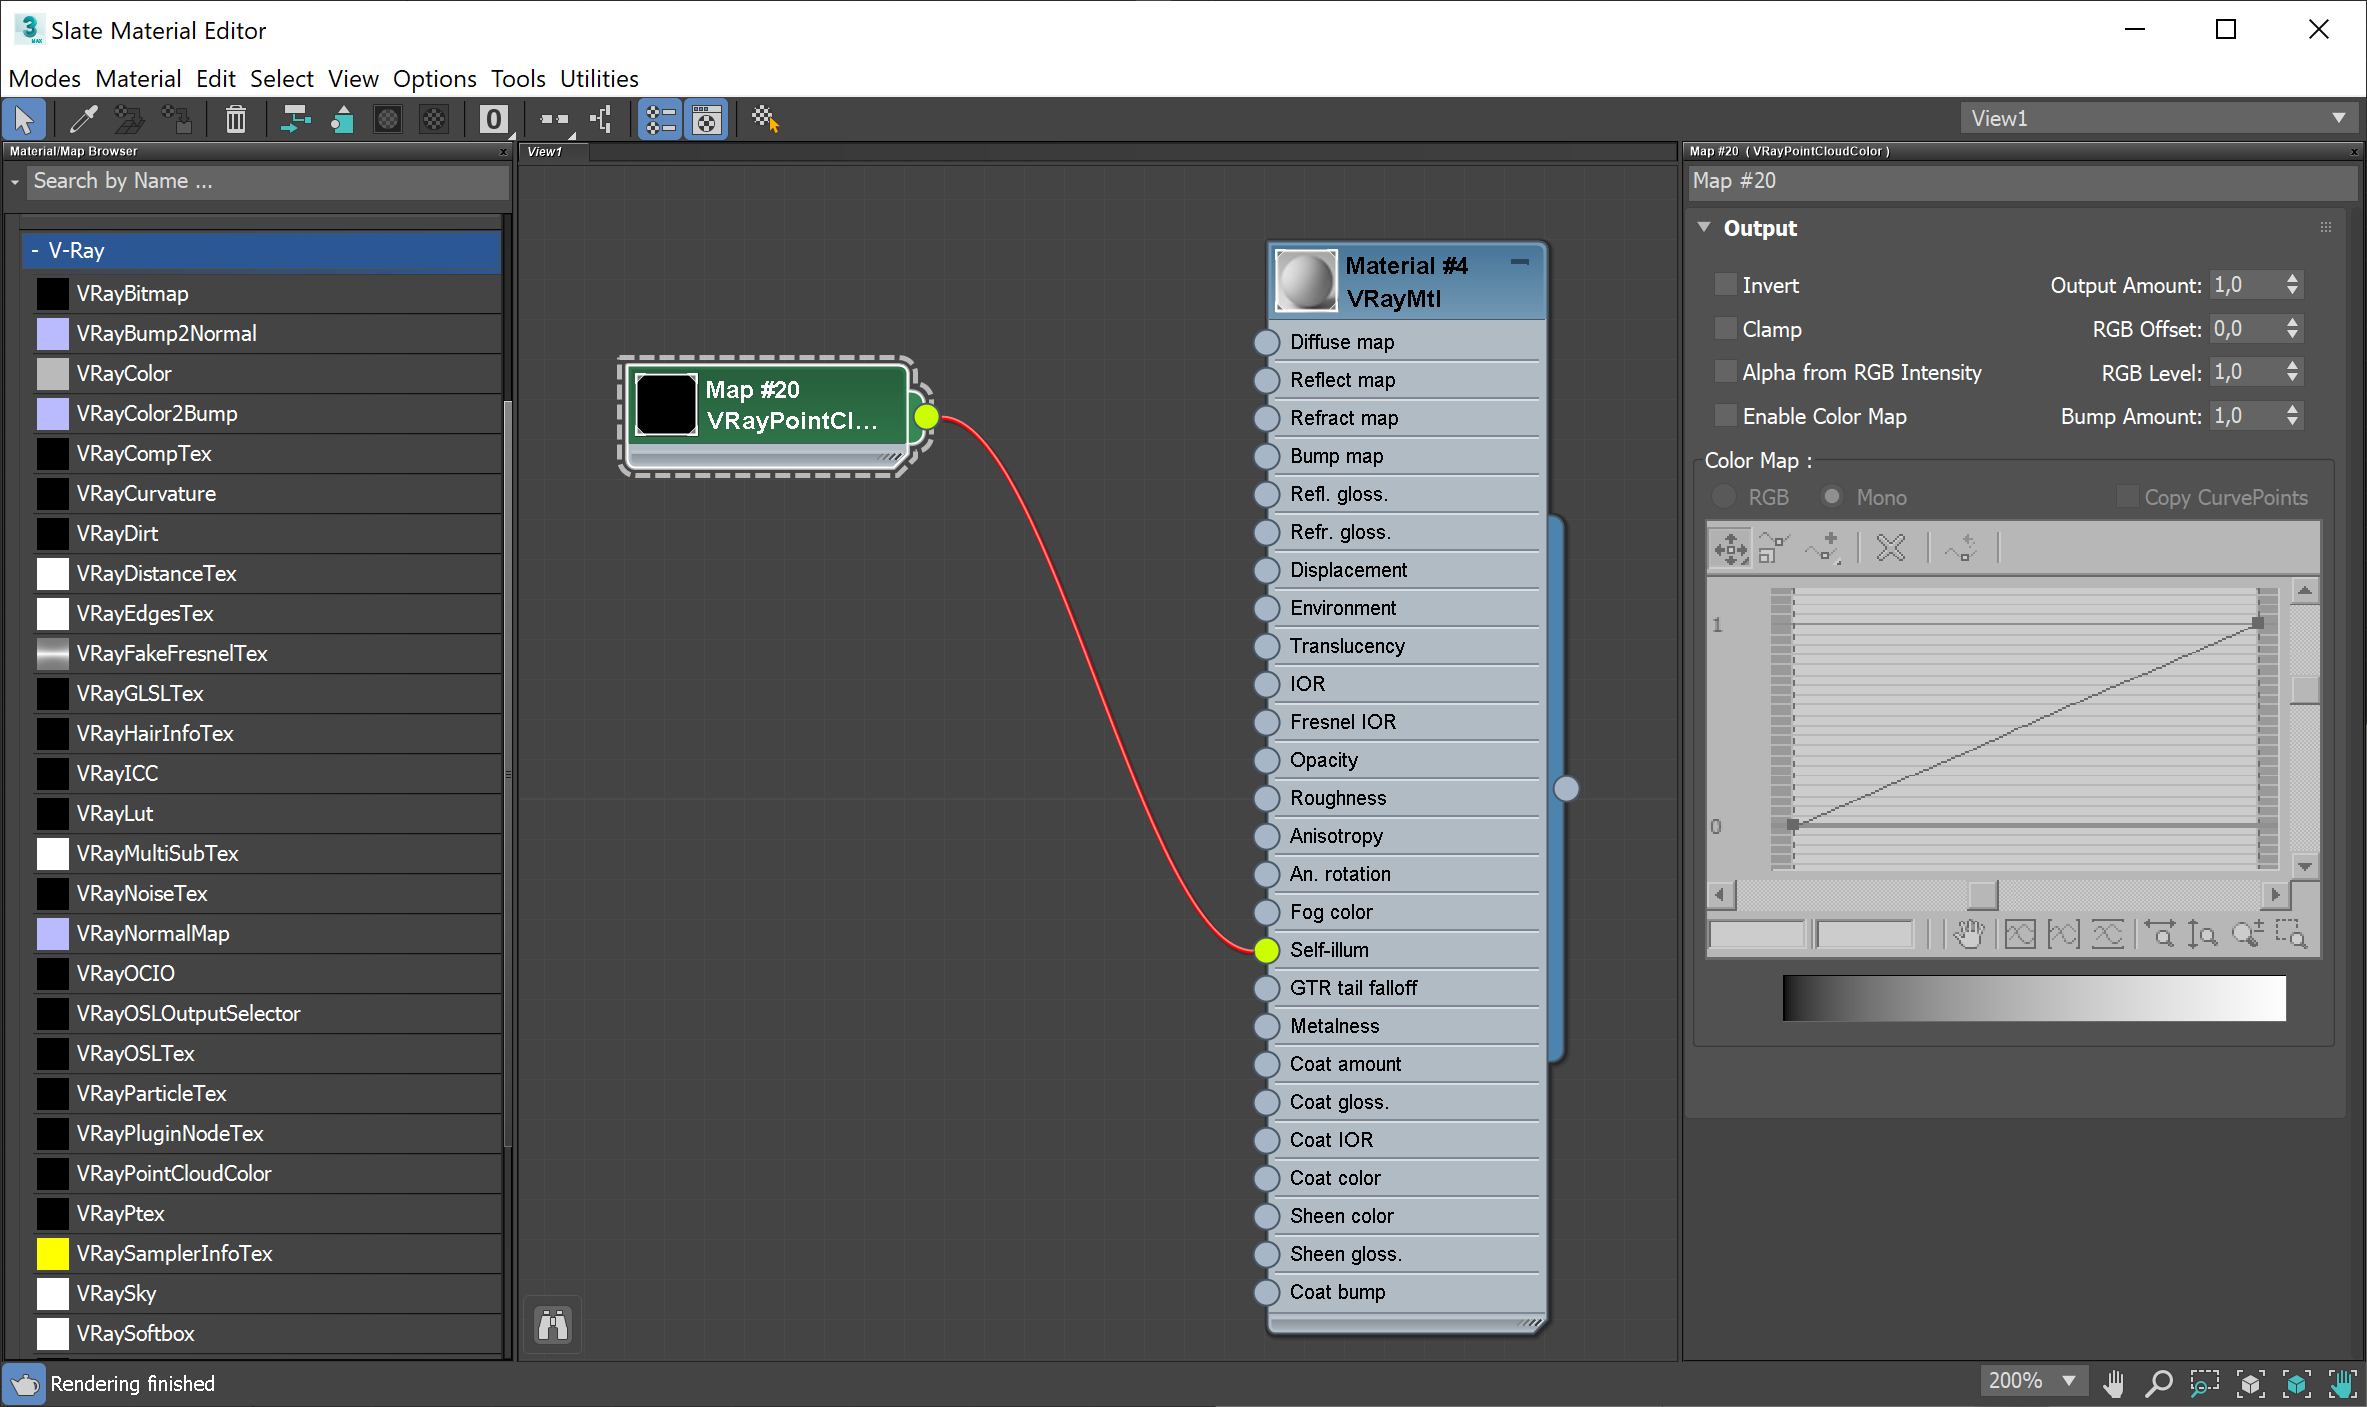 3
MAX
Slate Material Editor
Modes Material Edit Select View Options Tools Utilities
0
View1
Material/Map Browser
Search by Name ...
- V-Ray
VRayBitmap
VRayBump2Normal
VRayColor
VRayColor2Bump
VRayCompTex
VRayCurvature
VRayDirt
VRayDistanceTex
VRayEdgesTex
VRayFakeFresnelTex
VRayGLSLTex
VRayHairInfoTex
VRayICC
VRayLut
VRayMultiSubTex
VRayNoiseTex
VRayNormalMap
VRayOCIO
VRayOSLOutputSelector
VRayOSLTex
VRayParticleTex
VRayPluginNodeTex
VRayPointCloudColor
VRayPtex
VRaySamplerInfoTex
VRaySky
VRaySoftbox
View1
Map #20
VRayPointCl...
Material #4
VRayMtl
Diffuse map
Reflect map
Refract map
Bump map
Refl. gloss.
Refr. gloss.
Displacement
Environment
Translucency
IOR
Fresnel IOR
Opacity
Roughness
Anisotropy
An. rotation
Fog color
Self-illum
GTR tail falloff
Metalness
Coat amount
Coat gloss.
Coat IOR
Coat color
Sheen color
Sheen gloss.
Coat bump
Map #20 ( VRayPointCloudColor )
Map #20
Output
Invert Output Amount: 1,0
Clamp RGB Offset: 0,0
Alpha from RGB Intensity RGB Level: 1,0
Enable Color Map Bump Amount: 1,0
Color Map :
RGB Mono Copy CurvePoints
1
0
Rendering finished
200%